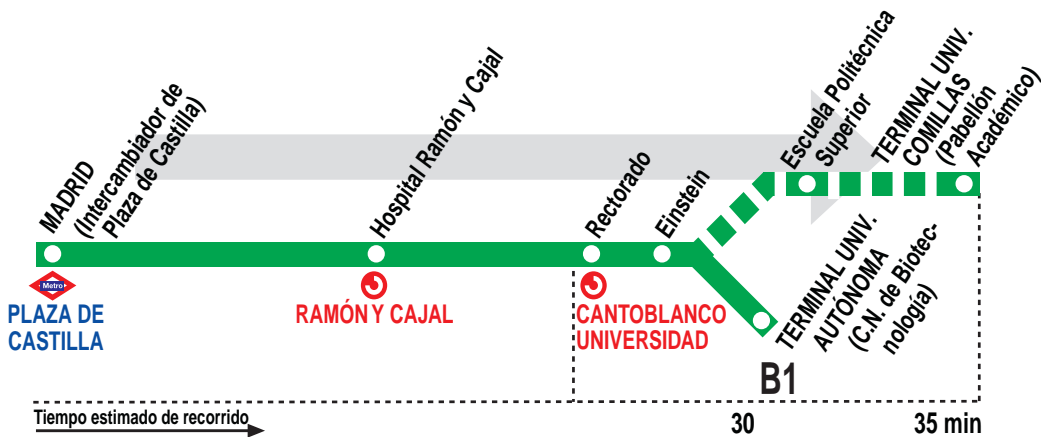 MADRID
(Intercambiador de
Plaza de Castilla)
Hospital Ramón y Cajal
Rectorado
Einstein
Escuela Politécnica
Superior
TERMINAL UNIV.
COMILLAS
(Pabellón
Académico)
TERMINAL UNIV.
AUTÓNOMA
(C.N. de Biotec-
nología)
Metro
PLAZA DE
CASTILLA
RAMÓN Y CAJAL
CANTOBLANCO
UNIVERSIDAD
B1
Tiempo estimado de recorrido
30
35 min